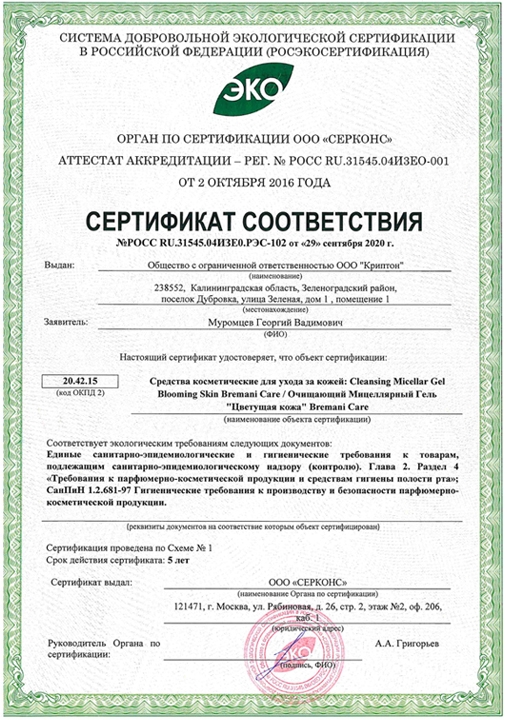 СИСТЕМА ДОБРОВОЛЬНОЙ ЭКОЛОГИЧЕСКОЙ СЕРТИФИКАЦИИ
В РОССИЙСКОЙ ФЕДЕРАЦИИ (РОСЭКОСЕРТИФИКАЦИЯ)
ЭКО
ОРГАН ПО СЕРТИФИКАЦИИ ООО «СЕРКОНС»
АТТЕСТАТ АККРЕДИТАЦИИ – РЕГ. № РОСС RU.31545.04ИЗЕО-001
ОТ 2 ОКТЯБРЯ 2016 ГОДА
СЕРТИФИКАТ СООТВЕТСТВИЯ
№РОСС RU.31545.04ИЗЕ0.РЭС-102 от «29» сентября 2020 г.
Выдан: Общество с ограниченной ответственностью ООО "Криптон"
(наименование)
238552, Калининградская область, Зеленоградский район,
поселок Дубровка, улица Зеленая, дом 1 , помещение 1
(местонахождение)
Заявитель: Муромцев Георгий Вадимович
(ФИО)
Настоящий сертификат удостоверяет, что объект сертификации:
20.42.15 Средства косметические для ухода за кожей: Cleansing Micellar Gel
(код ОКПД 2) Blooming Skin Bremani Care / Очищающий Мицеллярный Гель
"Цветущая кожа" Bremani Care
(наименование объекта сертификации)
Соответствует экологическим требованиям следующих документов:
Единые санитарно-эпидемиологические и гигиенические требования к товарам,
подлежащим санитарно-эпидемиологическому надзору (контролю). Глава 2. Раздел 4
«Требования к парфюмерно-косметической продукции и средствам гигиены полости рта»;
СанПиН 1.2.681-97 Гигиенические требования к производству и безопасности парфюмерно-
косметической продукции.
(реквизиты документов на соответствие которым объект сертифицирован)
Сертификация проведена по Схеме № 1
Срок действия сертификата: 5 лет
Сертификат выдал: ООО «СЕРКОНС»
(наименование Органа по сертификации)
121471, г. Москва, ул. Рябиновая, д. 26, стр. 2, этаж №2, оф. 206,
каб. 1
(юридический адрес)
Руководитель Органа по А.А. Григорьев
сертификации:
ЭКО
(подпись, ФИО)